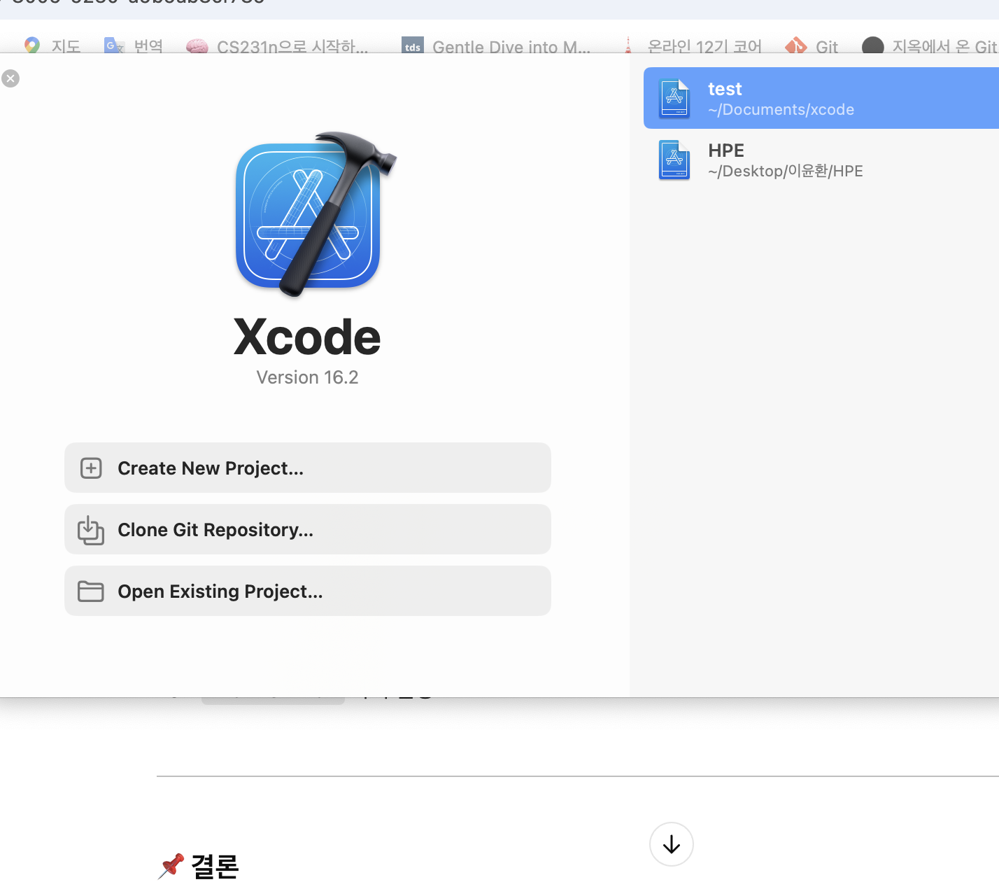 지도
번역
CS231n으로 시작하...
tds
Gentle Dive into M...
온라인 12기 코어
Git
지옥에서 온 Git
test
~/Documents/xcode
HPE
~/Desktop/이윤환/HPE
Xcode
Version 16.2
Create New Project...
Clone Git Repository...
Open Existing Project...
📌 결론